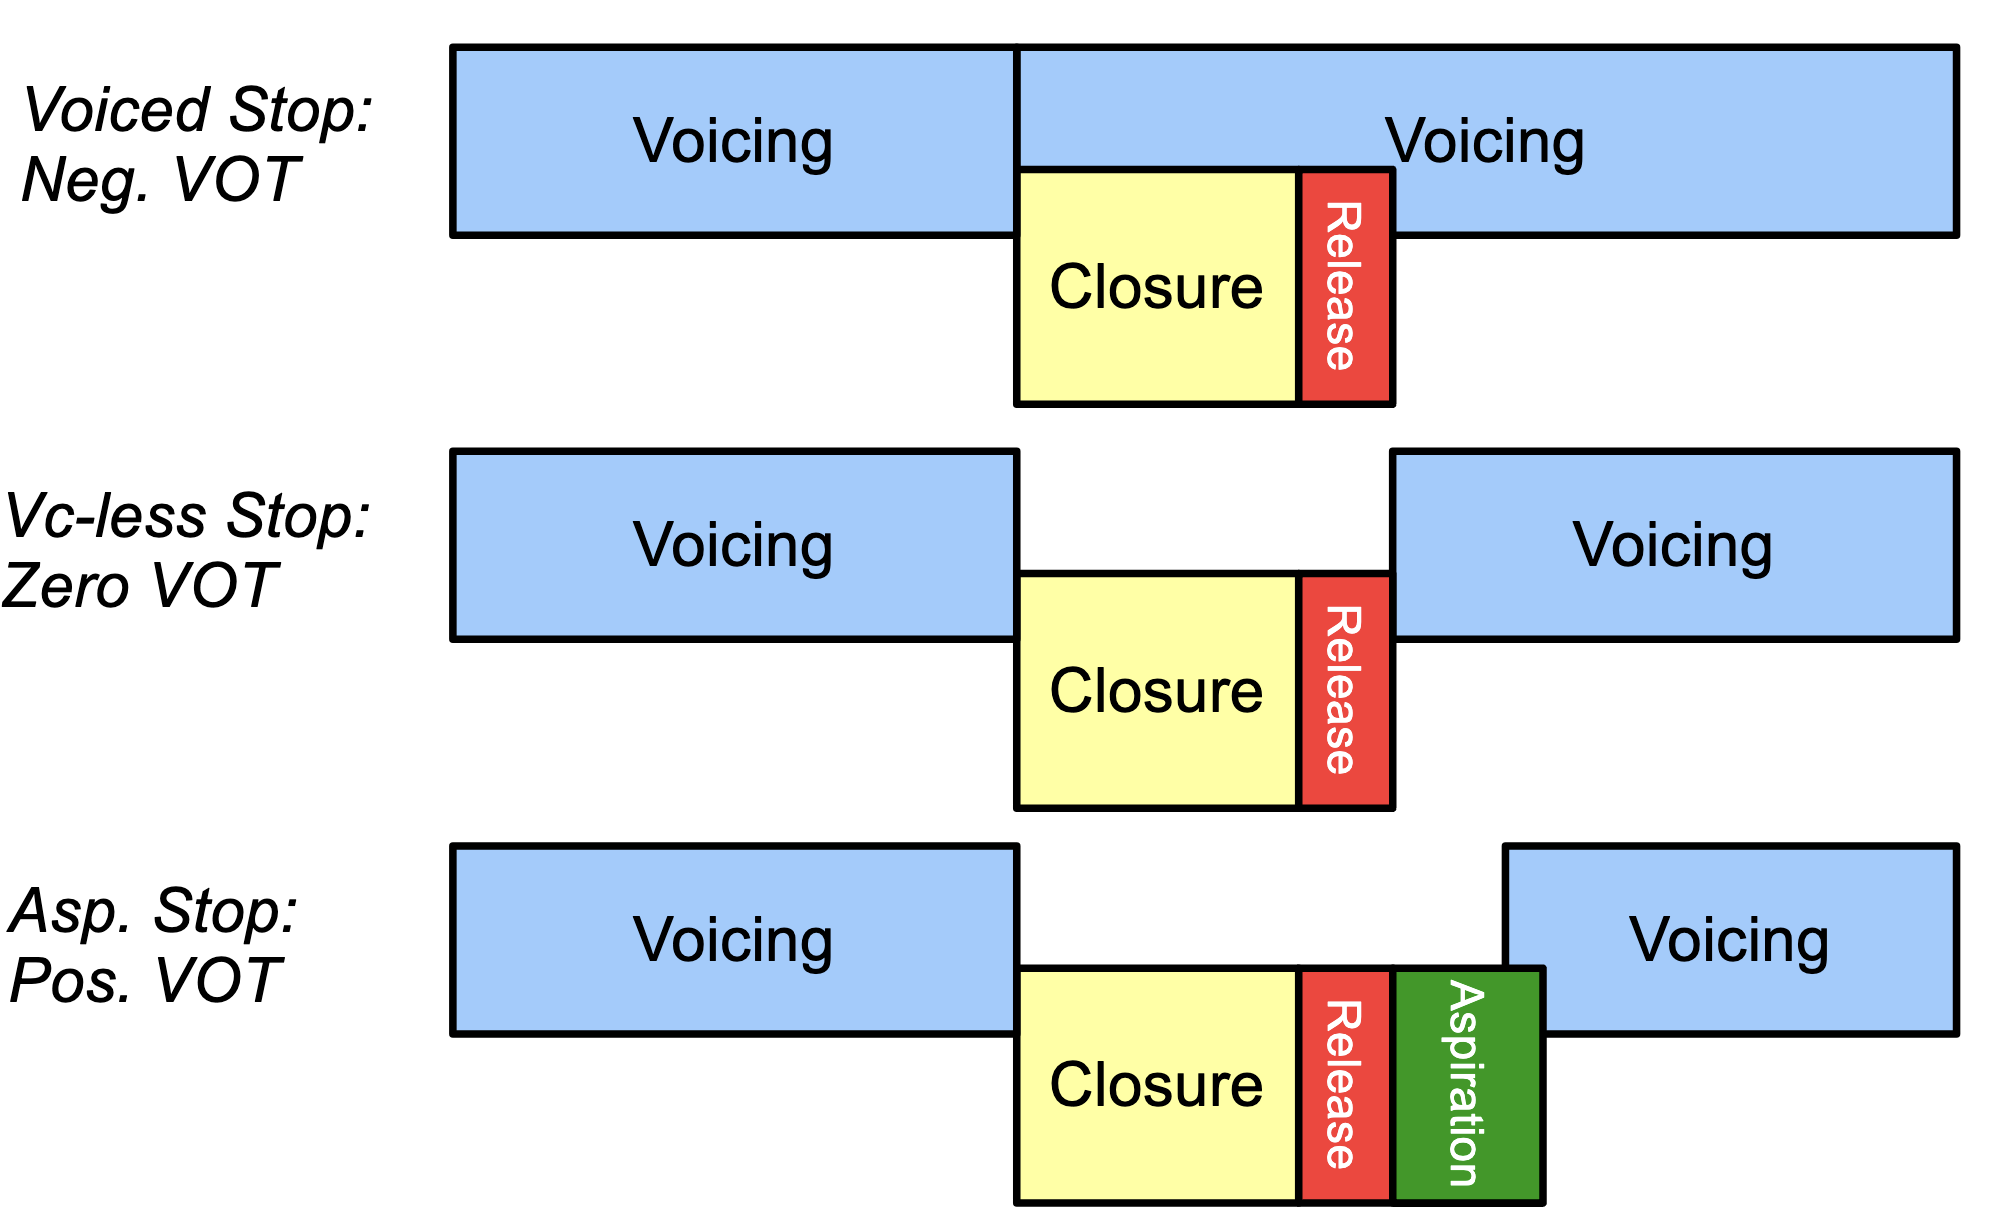 Voiced Stop:
Neg. VOT
Voicing
Voicing
Closure
Release
Vc-less Stop:
Zero VOT
Voicing
Voicing
Closure
Release
Asp. Stop:
Pos. VOT
Voicing
Voicing
Closure
Release
Aspiration